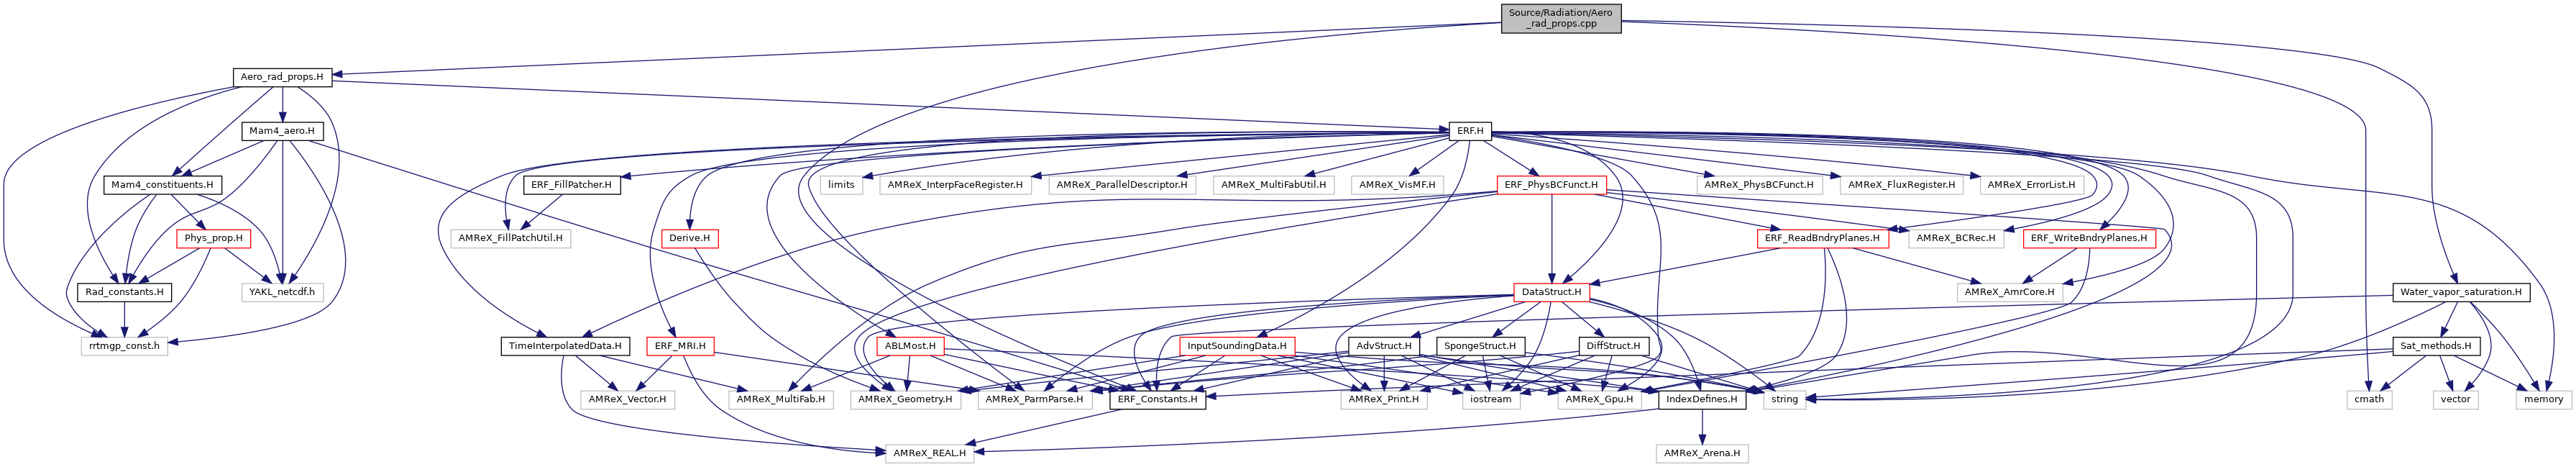 Source/Radiation/Aero
_rad_props.cpp
Aero_rad_props.H
Mam4_aero.H
ERF.H
Mam4_constituents.H
ERF_FillPatcher.H
limits
AMReX_InterpFaceRegister.H
AMReX_ParallelDescriptor.H
AMReX_MultiFabUtil.H
AMReX_VisMF.H
ERF_PhysBCFunct.H
AMReX_PhysBCFunct.H
AMReX_FluxRegister.H
AMReX_ErrorList.H
Phys_prop.H
AMReX_FillPatchUtil.H
Derive.H
ERF_ReadBndryPlanes.H
AMReX_BCRec.H
ERF_WriteBndryPlanes.H
Rad_constants.H
YAKL_netcdf.h
DataStruct.H
AMReX_AmrCore.H
Water_vapor_saturation.H
rrtmgp_const.h
TimeInterpolatedData.H
ERF_MRI.H
ABLMost.H
InputSoundingData.H
AdvStruct.H
SpongeStruct.H
DiffStruct.H
Sat_methods.H
AMReX_Vector.H
AMReX_MultiFab.H
AMReX_Geometry.H
AMReX_ParmParse.H
ERF_Constants.H
AMReX_Print.H
iostream
AMReX_Gpu.H
IndexDefines.H
string
cmath
vector
memory
AMReX_REAL.H
AMReX_Arena.H